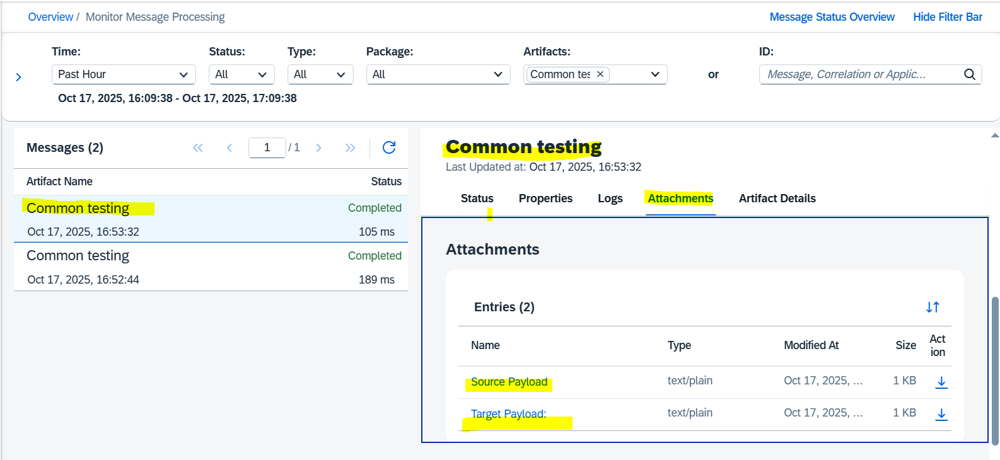 Overview / Monitor Message Processing
Message Status Overview Hide Filter Bar
Time: Status: Type: Package: Artifacts: ID:
Past Hour All All All Common tes or Message, Correlation or Applic...
Oct 17, 2025, 16:09:38 - Oct 17, 2025, 17:09:38
Messages (2)
1 / 1
Artifact Name Status
Common testing Completed
Oct 17, 2025, 16:53:32 105 ms
Common testing Completed
Oct 17, 2025, 16:52:44 189 ms
Common testing
Last Updated at: Oct 17, 2025, 16:53:32
Status Properties Logs Attachments Artifact Details
Attachments
Entries (2)
Name Type Modified At Size Act
ion
Source Payload text/plain Oct 17, 2025, ... 1 KB
Target Payload: text/plain Oct 17, 2025, ... 1 KB